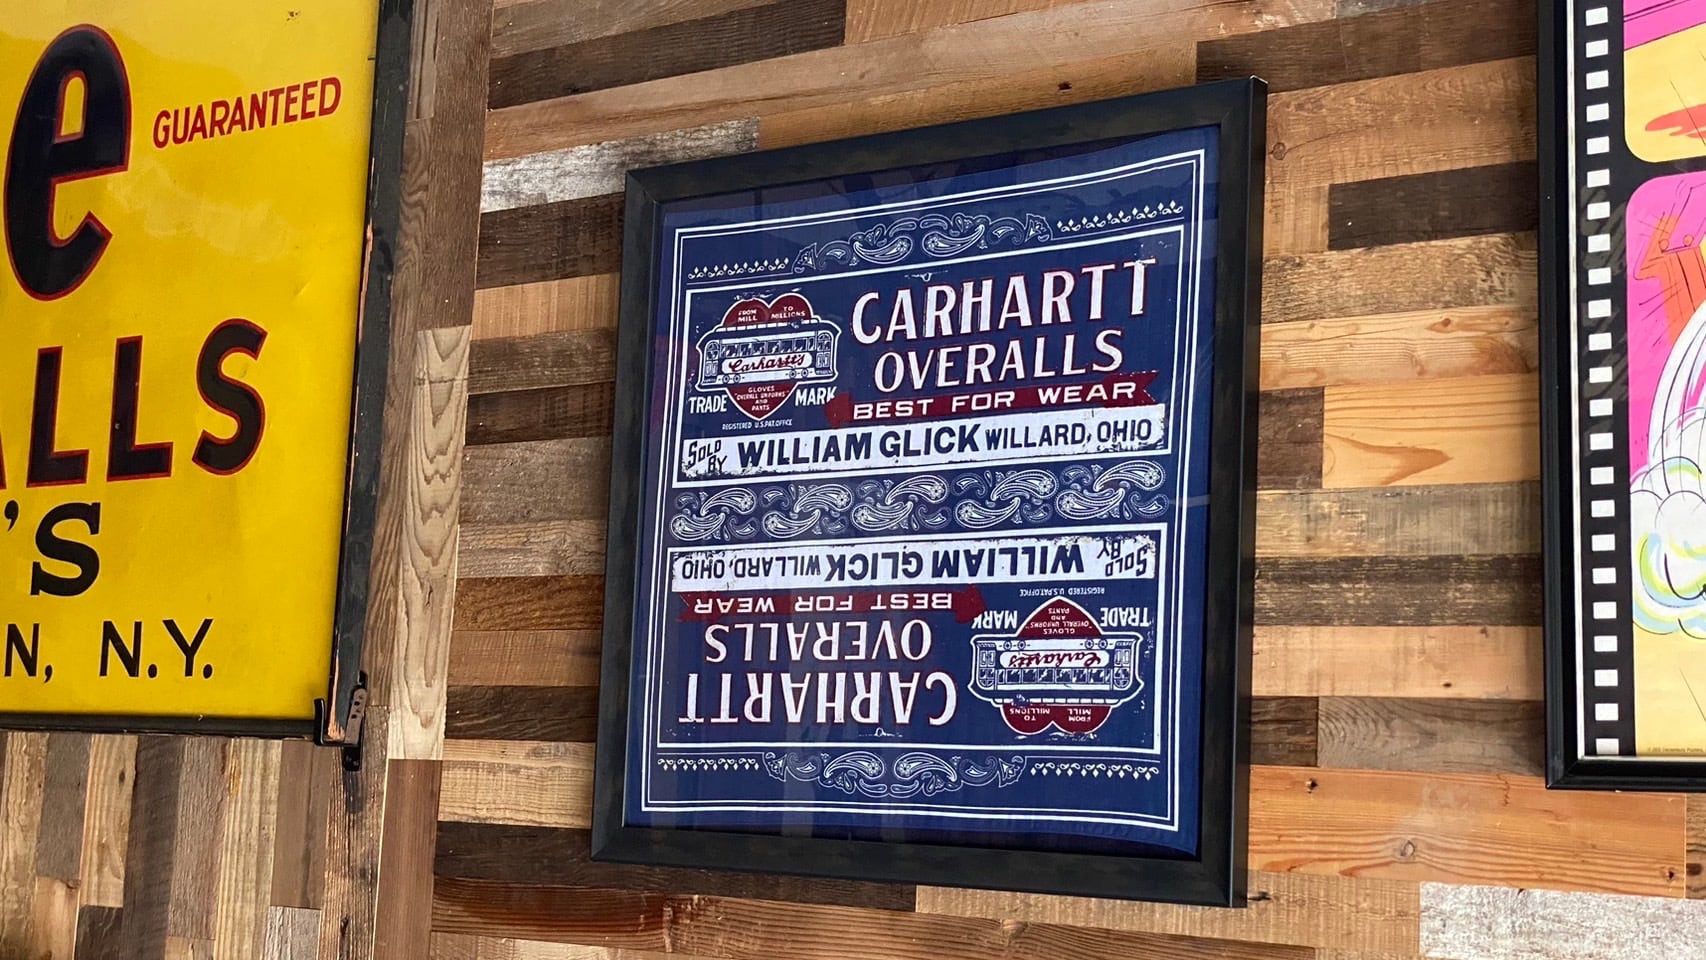 e
GUARANTEED
ALLS
'S
N, N.Y.
FROM MILL TO MILLIONS
Carhartt's
GLOVES
"OVERALL UNIFORMS"
AND
PANTS
TRADE MARK
REGISTERED U.S.PAT.OFFICE
CARHARTT
OVERALLS
BEST FOR WEAR
SOLD BY WILLIAM GLICK WILLARD, OHIO
SOLD BY WILLIAM GLICK WILLARD, OHIO
BEST FOR WEAR
OVERALLS
CARHARTT
REGISTERED U.S.PAT.OFFICE
TRADE MARK
PANTS
AND
"OVERALL UNIFORMS"
GLOVES
Carhartt's
FROM MILL TO MILLIONS